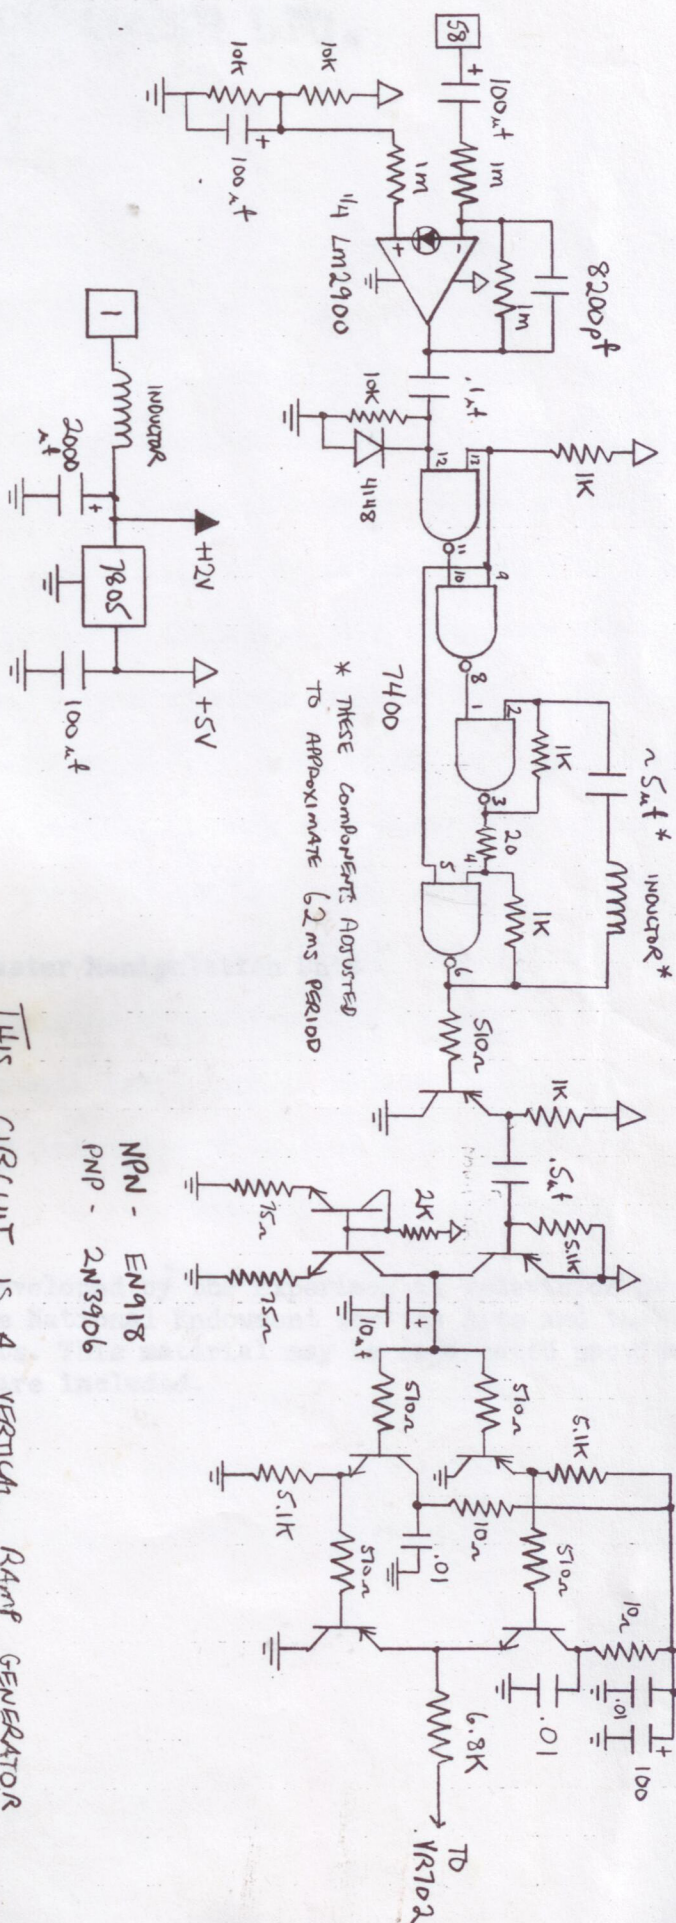 58
+
100µf
1M
10K
10K
+
100µf
1M
1/4 LM2900
-
+
1M
8200pf
.1µf
10K
4148
12
13
11
1K
10
9
8
7400
1
2
3
1K
20
4
5
6
1K
~5µf*
INDUCTOR*
* THESE COMPONENTS ADJUSTED
TO APPROXIMATE 62MS PERIOD
510Ω
1K
.5µf
5.1K
2K
75Ω
75Ω
+
10µf
510Ω
510Ω
5.1K
5.1K
10Ω
.01
510Ω
510Ω
10Ω
.01
.01
+
100
6.8K
TO
VR702
1
INDUCTOR
2000
µf
+
+12V
7805
100µf
+5V
NPN - EN918
PNP - 2N3906
THIS CIRCUIT IS A VERTICAL RAMP GENERATOR